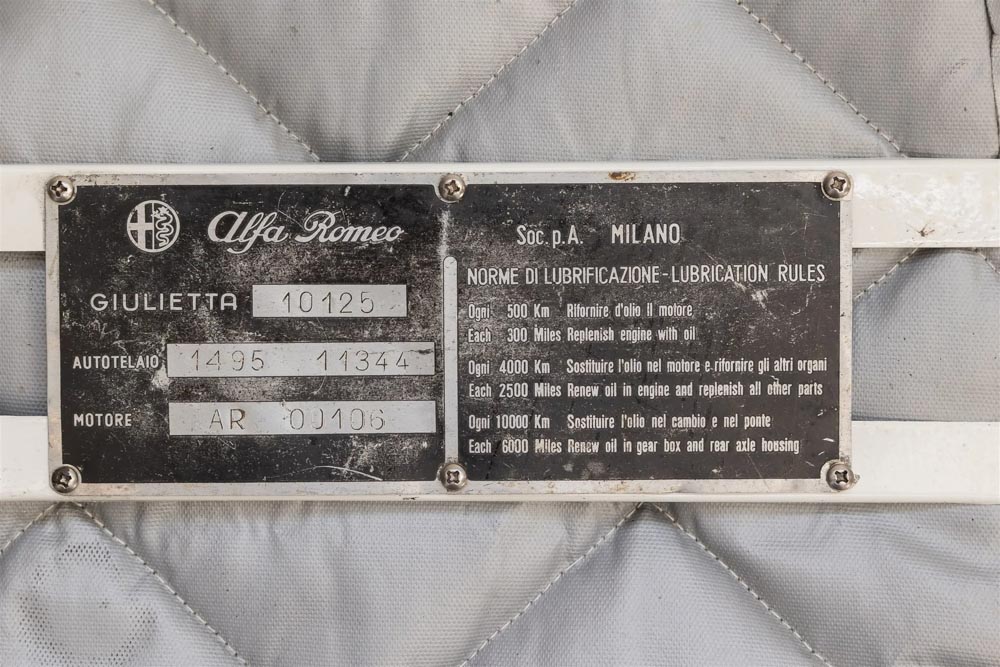 Alfa Romeo
GIULIETTA 10125
AUTOTELAIO 1495 11344
MOTORE AR 00106
Soc. p.A. MILANO
NORME DI LUBRIFICAZIONE - LUBRICATION RULES
Ogni 500 Km Rifornire d'olio il motore
Each 300 Miles Replenish engine with oil
Ogni 4000 Km Sostituire l'olio nel motore e rifornire gli altri organi
Each 2500 Miles Renew oil in engine and replenish all other parts
Ogni 10000 Km Sostituire l'olio nel cambio e nel ponte
Each 6000 Miles Renew oil in gear box and rear axle housing